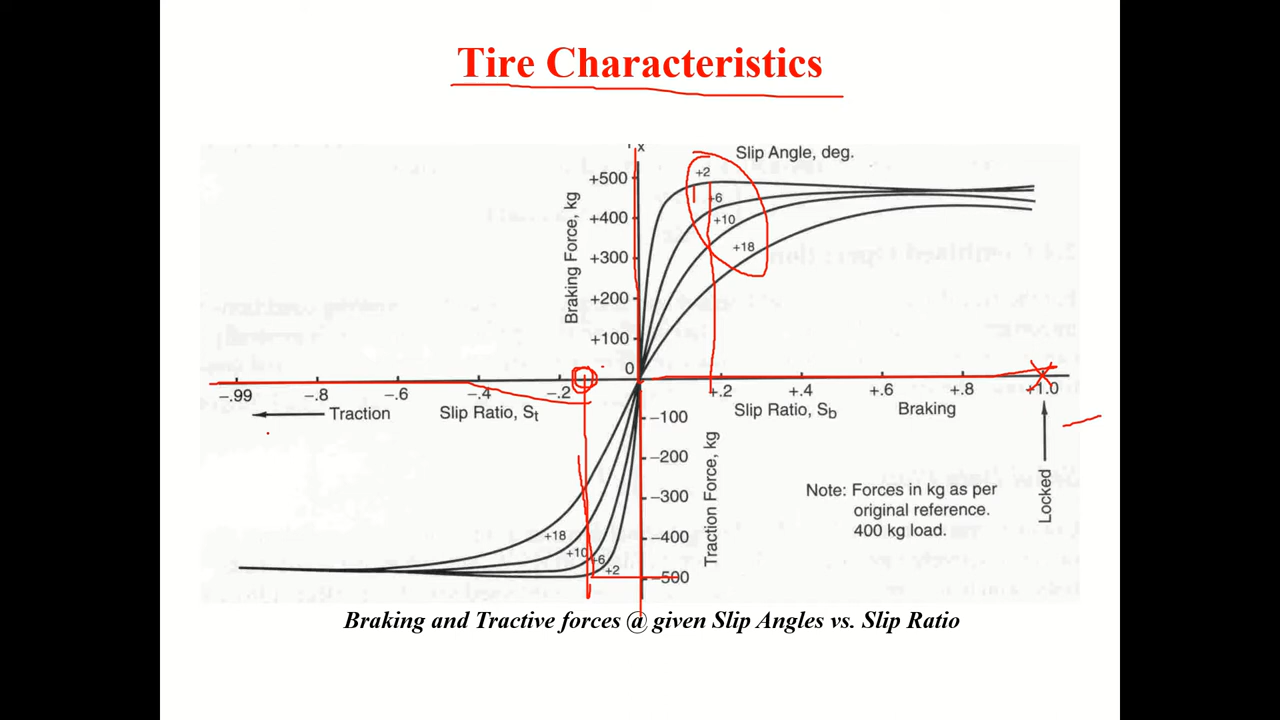 Tire Characteristics
Slip Angle, deg.
x
+500
+400
+300
+200
+100
0
Braking Force, kg
+2
+6
+10
+18
-.99
-.8
-.6
-.4
-.2
+.2
+.4
+.6
+.8
+1.0
Traction
Slip Ratio, St
Slip Ratio, Sb
Braking
-100
-200
-300
-400
-500
Traction Force, kg
Locked
Note: Forces in kg as per
original reference.
400 kg load.
+18
+10
+6
+2
Braking and Tractive forces @ given Slip Angles vs. Slip Ratio